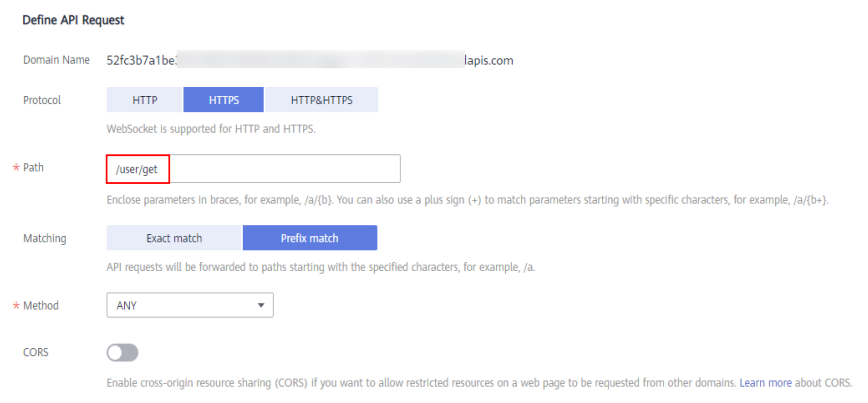 Define API Request
Domain Name 52fc3b7a1be lapis.com
Protocol HTTP HTTPS HTTP&HTTPS
WebSocket is supported for HTTP and HTTPS.
* Path /user/get
Enclose parameters in braces, for example, /a/{b}. You can also use a plus sign (+) to match parameters starting with specific characters, for example, /a/{b+}.
Matching Exact match Prefix match
API requests will be forwarded to paths starting with the specified characters, for example, /a.
* Method ANY
CORS
Enable cross-origin resource sharing (CORS) if you want to allow restricted resources on a web page to be requested from other domains. Learn more about CORS.